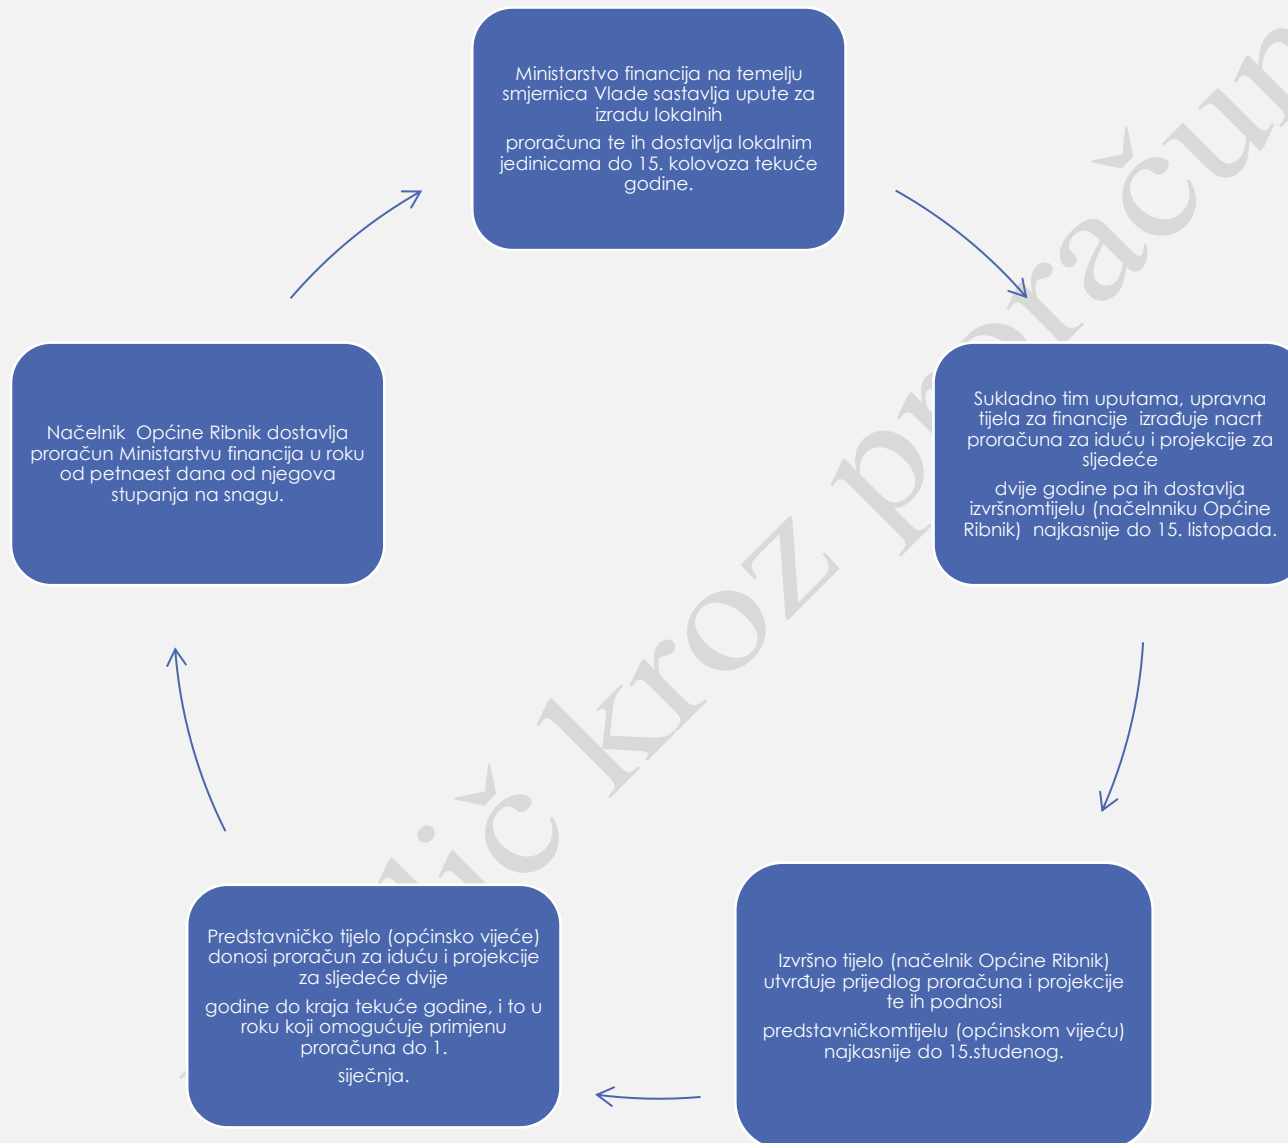 Ministarstvo financija na temelju
smjernica Vlade sastavlja upute za
izradu lokalnih
proračuna te ih dostavlja lokalnim
jedinicama do 15. kolovoza tekuće
godine.
Sukladno tim uputama, upravna
tijela za financije  izrađuje nacrt
proračuna za iduću i projekcije za
sljedeće
dvije godine pa ih dostavlja
izvršnomtijelu (načelnniku Općine
Ribnik)  najkasnije do 15. listopada.
Izvršno tijelo (načelnik Općine Ribnik)
utvrđuje prijedlog proračuna i projekcije
te ih podnosi
predstavničkomtijelu (općinskom vijeću)
najkasnije do 15.studenog.
Predstavničko tijelo (općinsko vijeće)
donosi proračun za iduću i projekcije
za sljedeće dvije
godine do kraja tekuće godine, i to u
roku koji omogućuje primjenu
proračuna do 1.
siječnja.
Načelnik  Općine Ribnik dostavlja
proračun Ministarstvu financija u roku
od petnaest dana od njegova
stupanja na snagu.
kroz